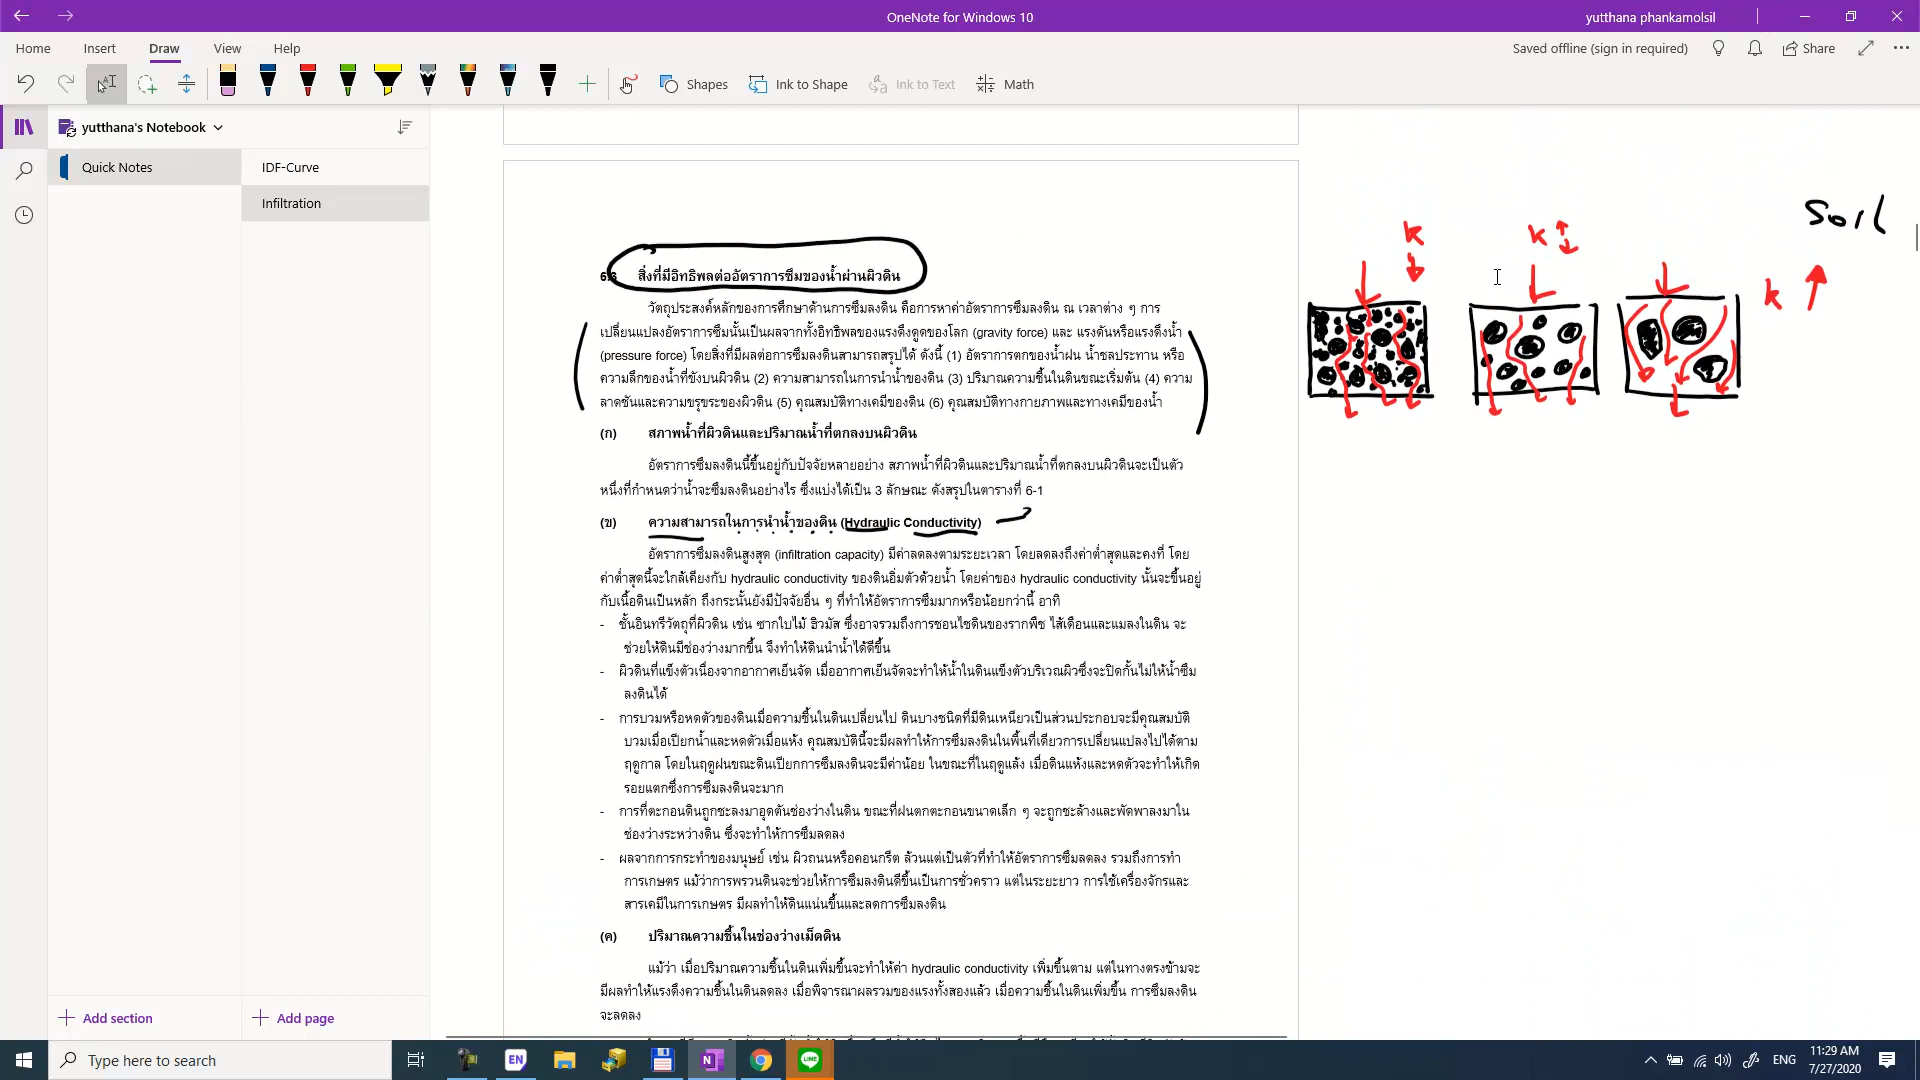 OneNote for Windows 10
yutthana phankamolsil
Home Insert Draw View Help
Saved offline (sign in required)
Share
Shapes
Ink to Shape
Ink to Text
Math
yutthana's Notebook
Quick Notes
IDF-Curve
Infiltration
6.6 สิ่งที่มีอิทธิพลต่ออัตราการซึมของน้ำผ่านผิวดิน
วัตถุประสงค์หลักของการศึกษาด้านการซึมลงดิน คือการหาค่าอัตราการซึมลงดิน ณ เวลาต่าง ๆ การ
เปลี่ยนแปลงอัตราการซึมนั้นเป็นผลจากทั้งอิทธิพลของแรงดึงดูดของโลก (gravity force) และ แรงดันหรือแรงดึงน้ำ
(pressure force) โดยสิ่งที่มีผลต่อการซึมลงดินสามารถสรุปได้ ดังนี้ (1) อัตราการตกของน้ำฝน น้ำชลประทาน หรือ
ความลึกของน้ำที่ขังบนผิวดิน (2) ความสามารถในการนำน้ำของดิน (3) ปริมาณความชื้นในดินขณะเริ่มต้น (4) ความ
ลาดชันและความขรุขระของผิวดิน (5) คุณสมบัติทางเคมีของดิน (6) คุณสมบัติทางกายภาพและทางเคมีของน้ำ
(ก) สภาพน้ำที่ผิวดินและปริมาณน้ำที่ตกลงบนผิวดิน
อัตราการซึมลงดินนี้ขึ้นอยู่กับปัจจัยหลายอย่าง สภาพน้ำที่ผิวดินและปริมาณน้ำที่ตกลงบนผิวดินจะเป็นตัว
หนึ่งที่กำหนดว่าน้ำจะซึมลงดินอย่างไร ซึ่งแบ่งได้เป็น 3 ลักษณะ ดังสรุปในตารางที่ 6-1
(ข) ความสามารถในการนำน้ำของดิน (Hydraulic Conductivity)
อัตราการซึมลงดินสูงสุด (infiltration capacity) มีค่าลดลงตามระยะเวลา โดยลดลงถึงค่าต่ำสุดและคงที่ โดย
ค่าต่ำสุดนี้จะใกล้เคียงกับ hydraulic conductivity ของดินอิ่มตัวด้วยน้ำ โดยค่าของ hydraulic conductivity นั้นจะขึ้นอยู่
กับเนื้อดินเป็นหลัก ถึงกระนั้นยังมีปัจจัยอื่น ๆ ที่ทำให้อัตราการซึมมากหรือน้อยกว่านี้ อาทิ
- ชั้นอินทรีวัตถุที่ผิวดิน เช่น ซากใบไม้ ฮิวมัส ซึ่งอาจรวมถึงการชอนไชดินของรากพืช ไส้เดือนและแมลงในดิน จะ
ช่วยให้ดินมีช่องว่างมากขึ้น จึงทำให้ดินนำน้ำได้ดีขึ้น
- ผิวดินที่แข็งตัวเนื่องจากอากาศเย็นจัด เมื่ออากาศเย็นจัดจะทำให้น้ำในดินแข็งตัวบริเวณผิวซึ่งจะปิดกั้นไม่ให้น้ำซึม
ลงดินได้
- การบวมหรือหดตัวของดินเมื่อความชื้นในดินเปลี่ยนไป ดินบางชนิดที่มีดินเหนียวเป็นส่วนประกอบจะมีคุณสมบัติ
บวมเมื่อเปียกน้ำและหดตัวเมื่อแห้ง คุณสมบัตินี้จะมีผลทำให้การซึมลงดินในพื้นที่เดียวการเปลี่ยนแปลงไปได้ตาม
ฤดูกาล โดยในฤดูฝนขณะดินเปียกการซึมลงดินจะมีค่าน้อย ในขณะที่ในฤดูแล้ง เมื่อดินแห้งและหดตัวจะทำให้เกิด
รอยแตกซึ่งการซึมลงดินจะมาก
- การที่ตะกอนดินถูกชะลงมาอุดตันช่องว่างในดิน ขณะที่ฝนตกตะกอนขนาดเล็ก ๆ จะถูกชะล้างและพัดพาลงมาใน
ช่องว่างระหว่างดิน ซึ่งจะทำให้การซึมลดลง
- ผลจากการกระทำของมนุษย์ เช่น ผิวถนนหรือคอนกรีต ล้วนแต่เป็นตัวที่ทำให้อัตราการซึมลดลง รวมถึงการทำ
การเกษตร แม้ว่าการพรวนดินจะช่วยให้การซึมลงดินดีขึ้นเป็นการชั่วคราว แต่ในระยะยาว การใช้เครื่องจักรและ
สารเคมีในการเกษตร มีผลทำให้ดินแน่นขึ้นและลดการซึมลงดิน
(ค) ปริมาณความชื้นในช่องว่างเม็ดดิน
แม้ว่า เมื่อปริมาณความชื้นในดินเพิ่มขึ้นจะทำให้ค่า hydraulic conductivity เพิ่มขึ้นตาม แต่ในทางตรงข้ามจะ
มีผลทำให้แรงดึงความชื้นในดินลดลง เมื่อพิจารณาผลรวมของแรงทั้งสองแล้ว เมื่อความชื้นในดินเพิ่มขึ้น การซึมลงดิน
จะลดลง
Soil
k
k
k
Add section
Add page
Type here to search
EN
ENG
11:29 AM
7/27/2020